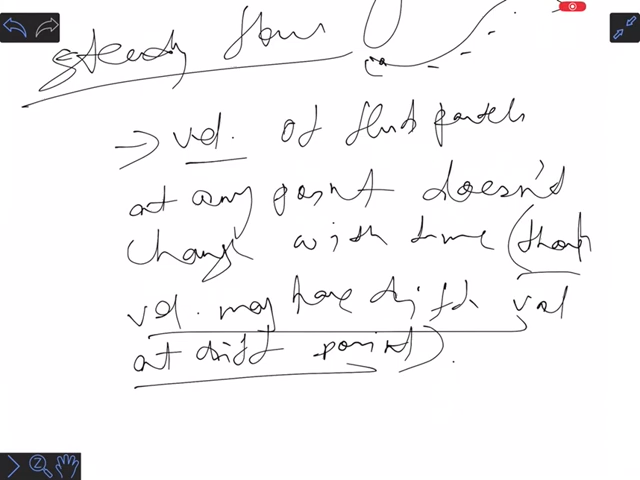 steady flow
→ vel. of fluid particle
at any point doesn't
change with time (though
vel. may have diff. val
at diff point).